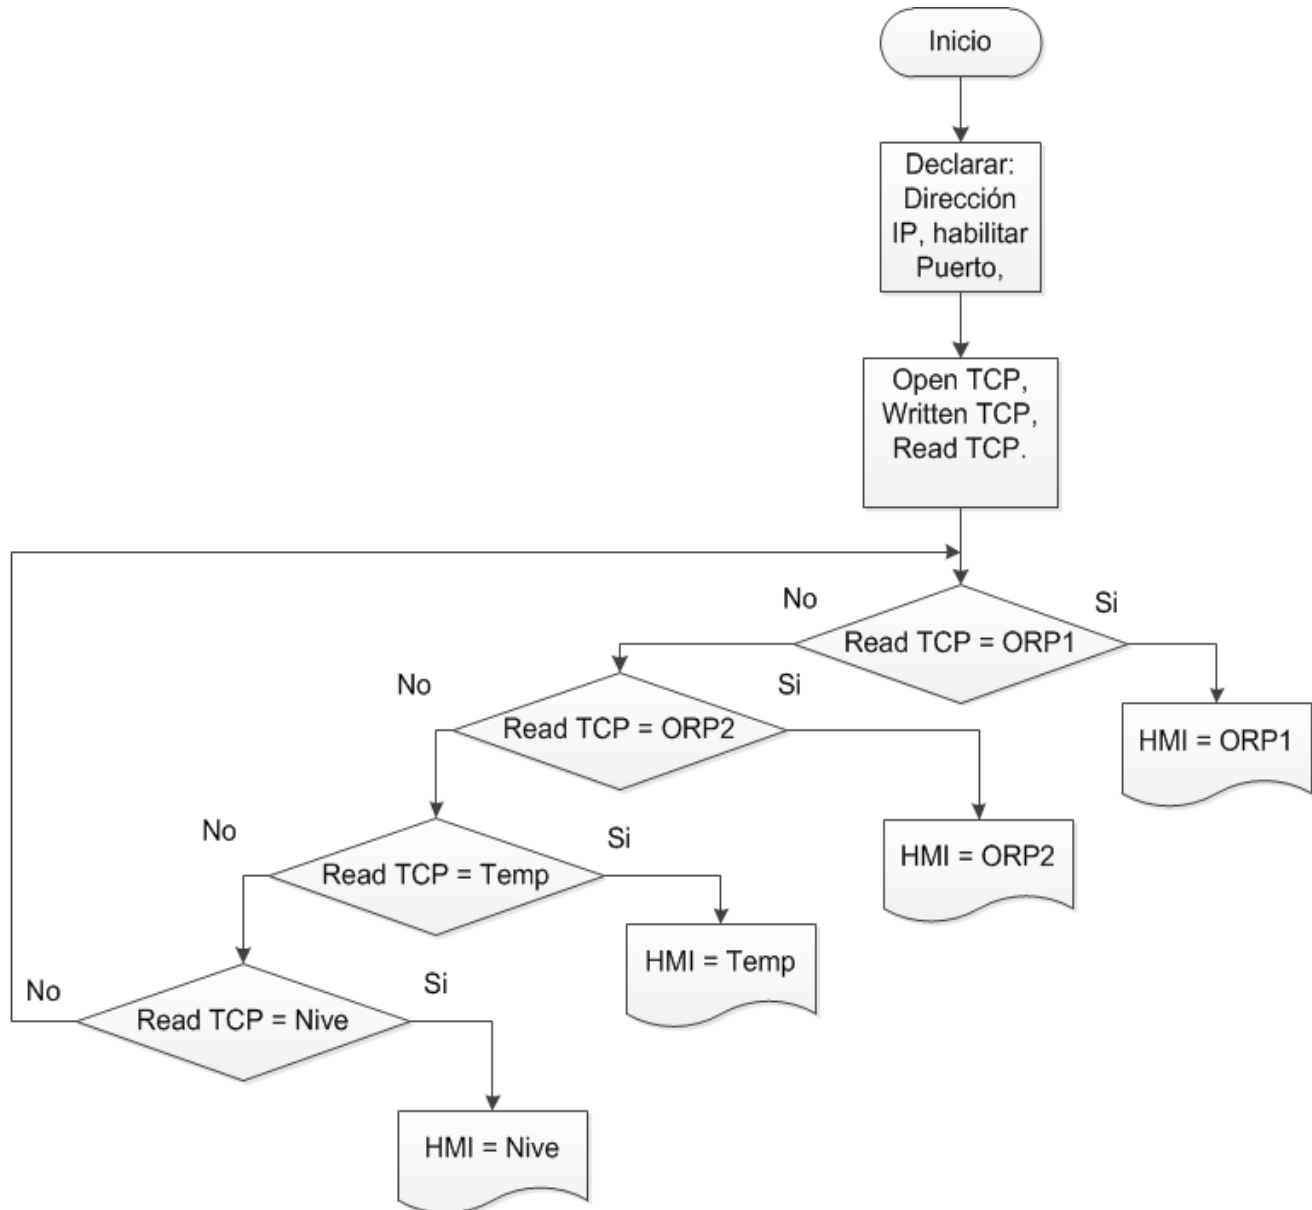 Inicio
Declarar:
Dirección
IP, habilitar
Puerto,
Open TCP,
Written TCP,
Read TCP.
No
Si
Read TCP = ORP1
No
Si
Read TCP = ORP2
HMI = ORP1
No
Si
Read TCP = Temp
HMI = ORP2
No
Si
Read TCP = Nive
HMI = Temp
HMI = Nive